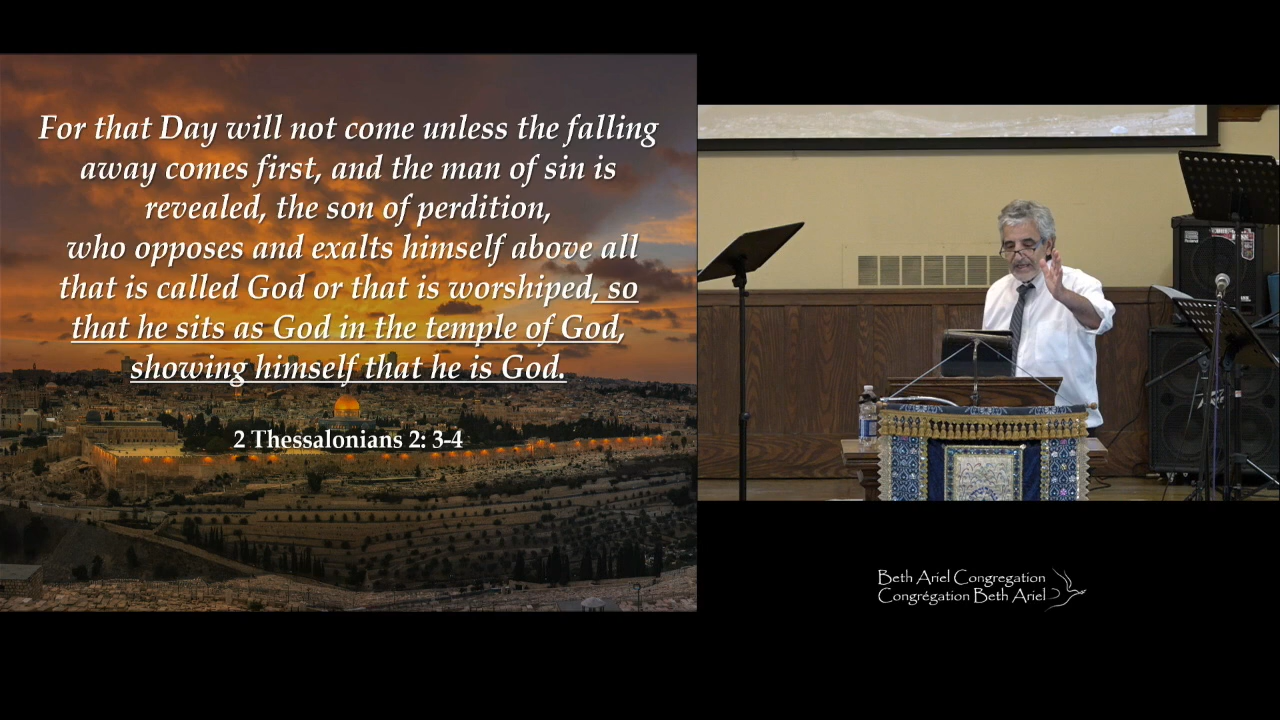 For that Day will not come unless the falling
away comes first, and the man of sin is
revealed, the son of perdition,
who opposes and exalts himself above all
that is called God or that is worshiped, so
that he sits as God in the temple of God,
showing himself that he is God.
2 Thessalonians 2: 3-4
Beth Ariel Congregation
Congrégation Beth Ariel